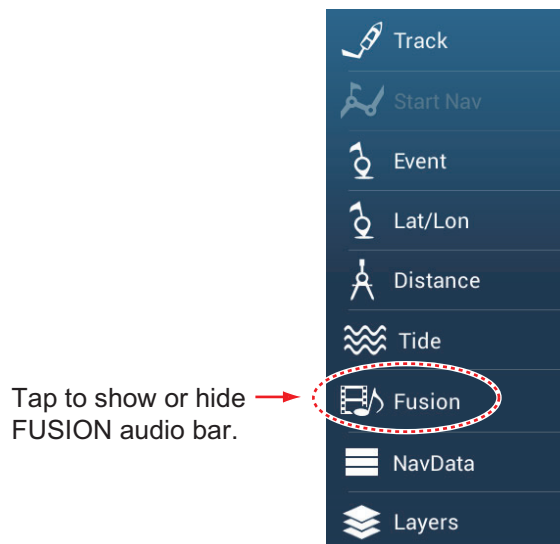 Track
Start Nav
Event
Lat/Lon
Distance
Tide
Tap to show or hide
FUSION audio bar.
Fusion
NavData
Layers